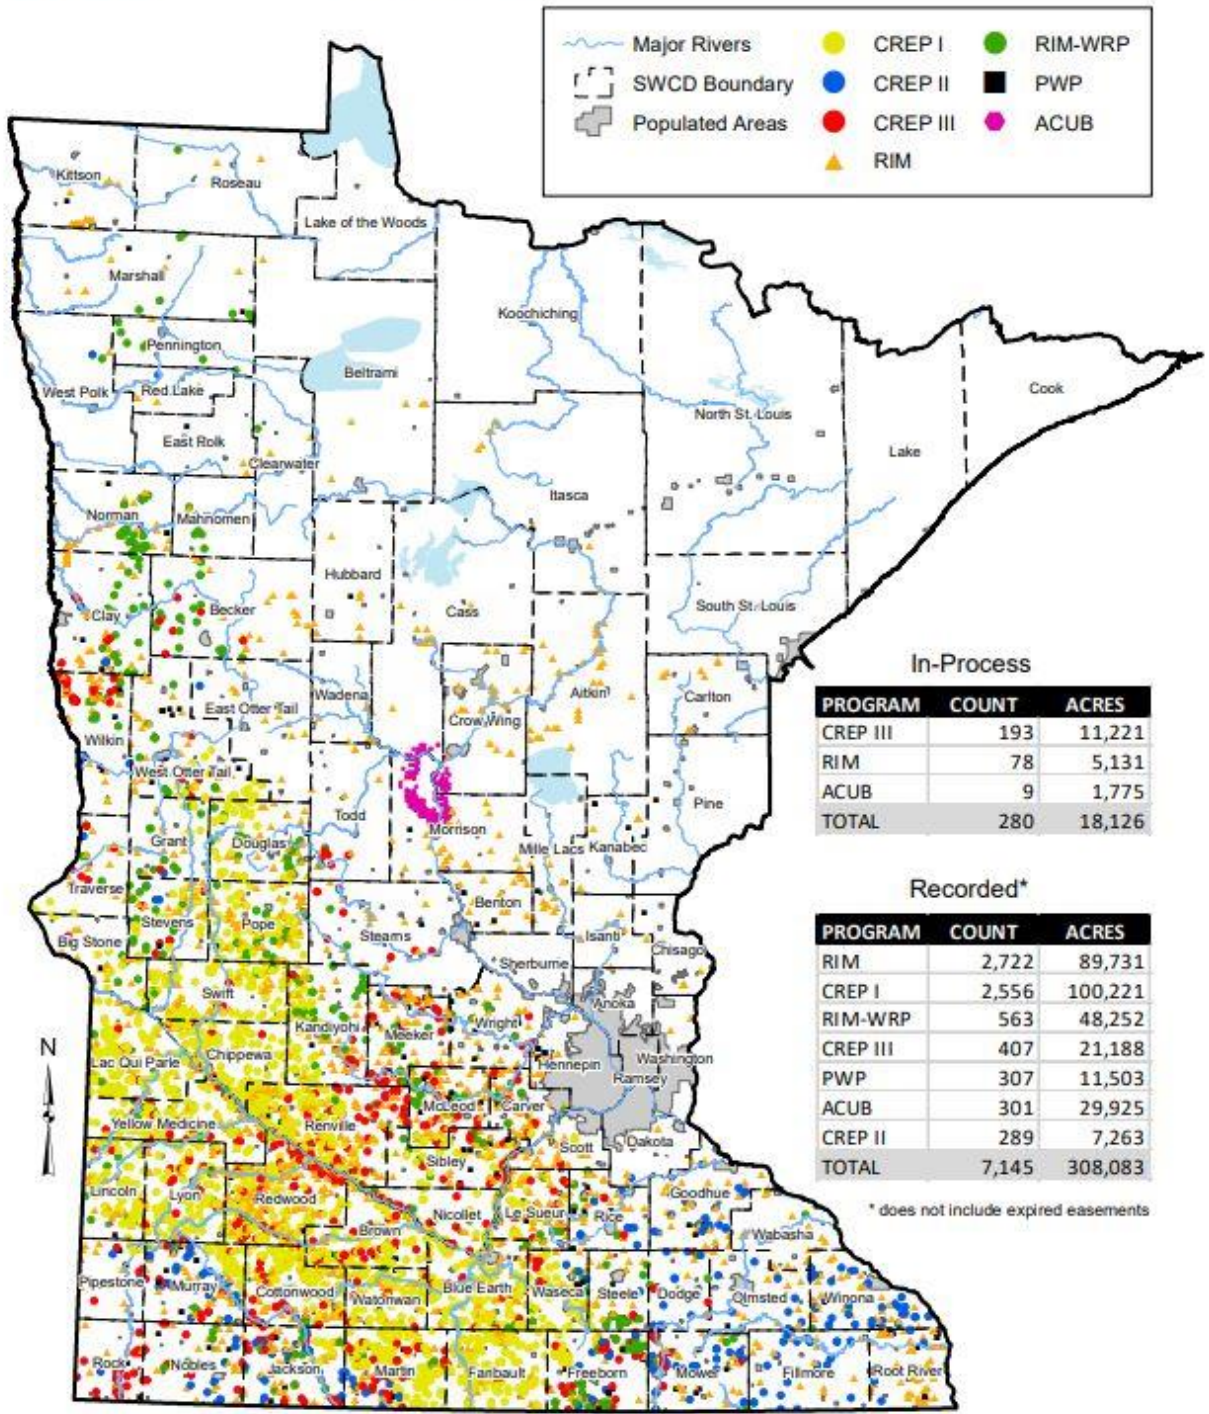 Major Rivers
SWCD Boundary
Populated Areas
CREP I
CREP II
CREP III
RIM
RIM-WRP
PWP
ACUB
Kittson
Roseau
Lake of the Woods
Marshall
Koochiching
Pennington
Beltrami
West Polk
Red Lake
Cook
North St. Louis
East Rolk
Lake
Clearwater
Itasca
Norman
Mahnomen
Hubbard
Cass
South St. Louis
Clay
Becker
Wadena
Aitkin
Carlton
East Otter Tail
Crow Wing
Wilkin
West Otter Tail
Pine
Todd
Morrison
Grant
Douglas
Mille Lacs
Kanabec
Traverse
Benton
Stevens
Pope
Big Stone
Stearns
Isanti
Chisago
Sherburne
Swift
Anoka
Kandiyohi
Wright
Meeker
Lac Qui Parle
Chippewa
Hennepin
Washington
Ramsey
McLeod
Carver
Yellow Medicine
Renville
Scott
Dakota
Sibley
Lincoln
Lyon
Redwood
Goodhue
Nicollet
Le Sueur
Rice
Brown
Wabasha
Pipestone
Murray
Cottonwood
Watonwan
Blue Earth
Waseca
Steele
Dodge
Olmsted
Winona
Rock
Nobles
Jackson
Martin
Faribault
Freeborn
Mower
Fillmore
Root River
N
In-Process
PROGRAM COUNT ACRES
CREP III 193 11,221
RIM 78 5,131
ACUB 9 1,775
TOTAL 280 18,126
Recorded*
PROGRAM COUNT ACRES
RIM 2,722 89,731
CREP I 2,556 100,221
RIM-WRP 563 48,252
CREP III 407 21,188
PWP 307 11,503
ACUB 301 29,925
CREP II 289 7,263
TOTAL 7,145 308,083
* does not include expired easements